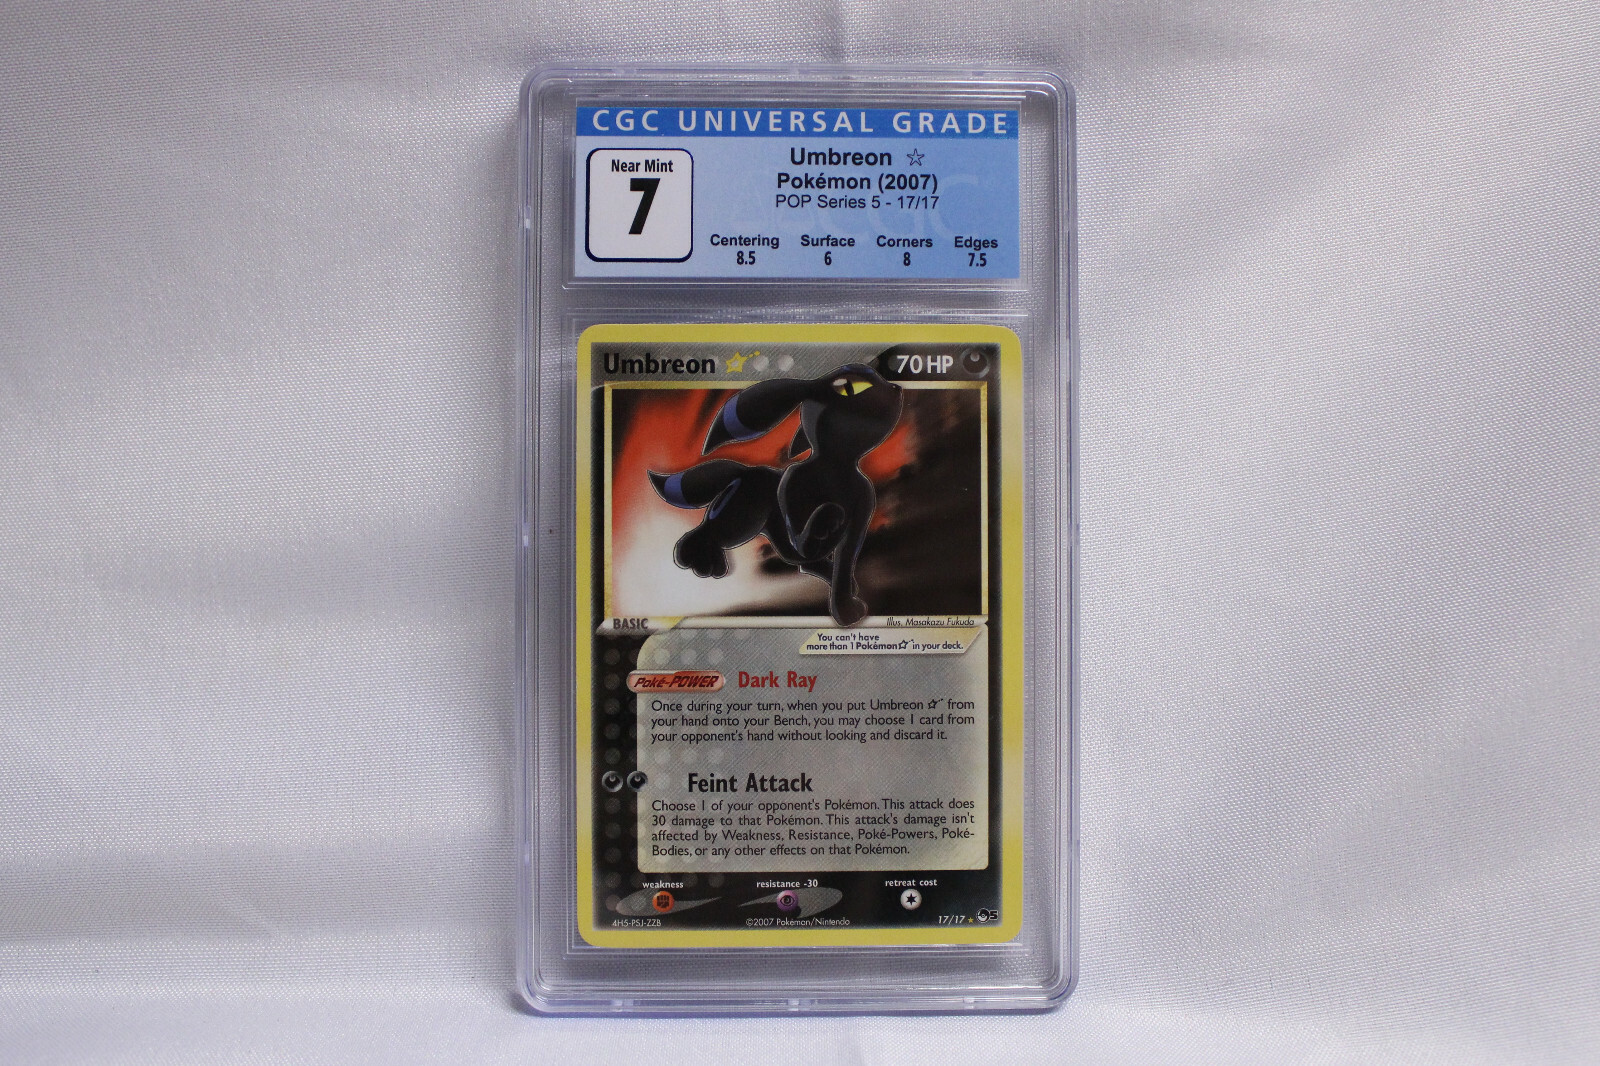 CGC UNIVERSAL GRADE
Near Mint
7
Umbreon ☆
Pokémon (2007)
POP Series 5 - 17/17
Centering Surface Corners Edges
8.5 6 8 7.5
Umbreon ☆ 70 HP
BASIC
Illus. Masakazu Fukuda
You can't have
more than 1 Pokémon☆ in your deck.
Poké-POWER Dark Ray
Once during your turn, when you put Umbreon ☆ from
your hand onto your Bench, you may choose 1 card from
your opponent's hand without looking and discard it.
Feint Attack
Choose 1 of your opponent's Pokémon. This attack does
30 damage to that Pokémon. This attack's damage isn't
affected by Weakness, Resistance, Poké-Powers, Poké-
Bodies, or any other effects on that Pokémon.
weakness resistance -30 retreat cost
4H5-PSJ-ZZB ©2007 Pokémon/Nintendo 17/17 ★ 5